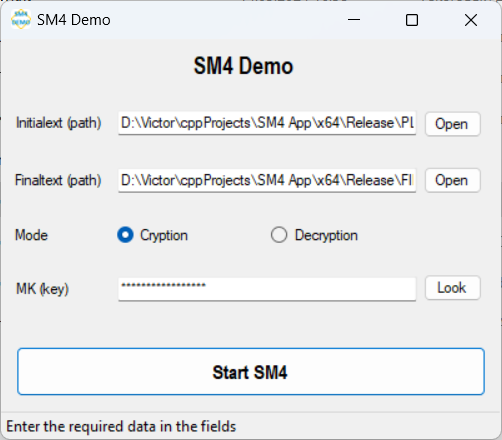 SM4 DEMO
SM4 Demo
SM4 Demo
Initialext (path)
D:\Victor\cppProjects\SM4 App\x64\Release\PL
Open
Finaltext (path)
D:\Victor\cppProjects\SM4 App\x64\Release\FI
Open
Mode
Cryption
Decryption
MK (key)
*****************
Look
Start SM4
Enter the required data in the fields